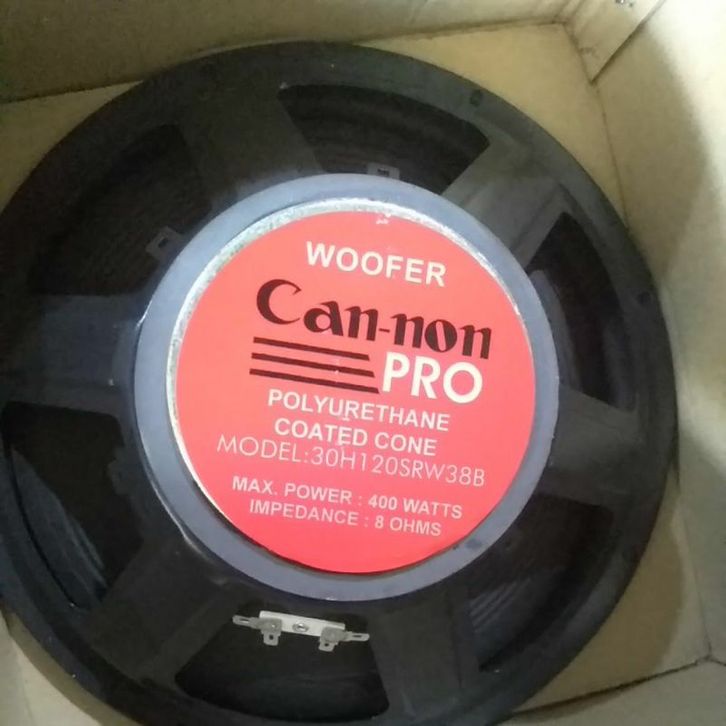 WOOFER
Can-non
PRO
POLYURETHANE
COATED CONE
MODEL:30H120SRW38B
MAX. POWER : 400 WATTS
IMPEDANCE : 8 OHMS